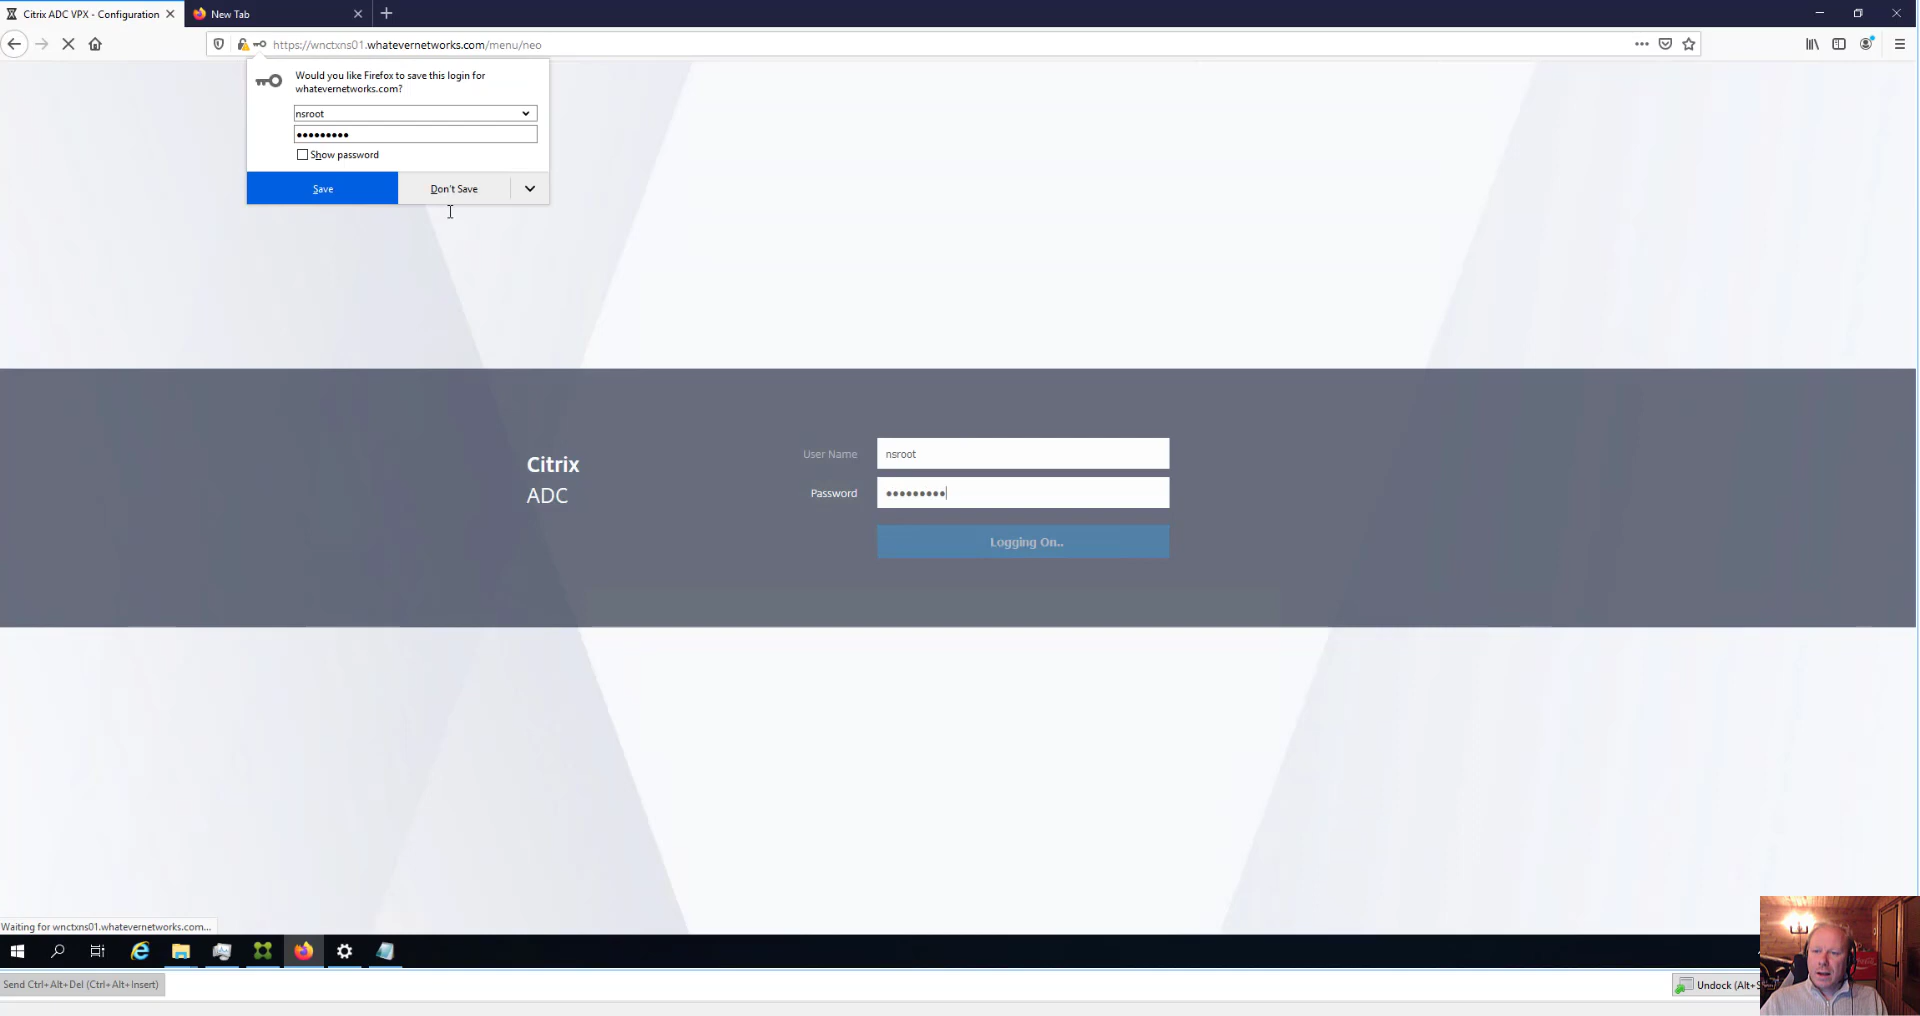 Citrix ADC VPX - Configuration
New Tab
https://wnctxns01.whatevernetworks.com/menu/neo
Would you like Firefox to save this login for
whatevernetworks.com?
nsroot
Show password
Save
Don't Save
Citrix
ADC
User Name
nsroot
Password
Logging On..
Waiting for wnctxns01.whatevernetworks.com...
Send Ctrl+Alt+Del (Ctrl+Alt+Insert)
Undock (Alt+S